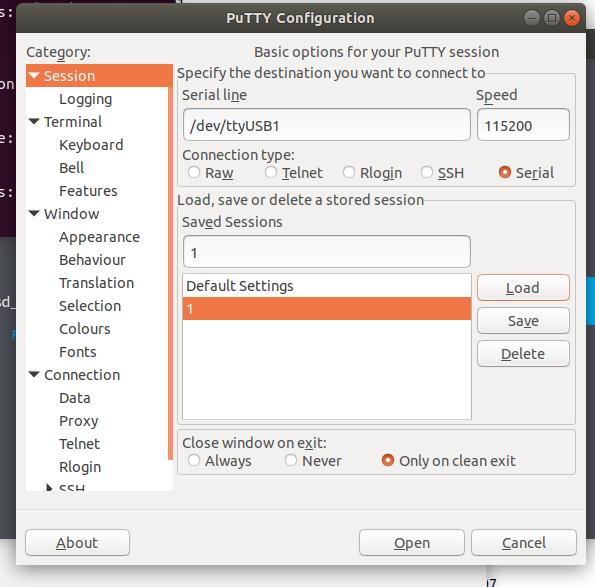 PuTTY Configuration
Category:
Basic options for your PuTTY session
Session
Logging
Terminal
Keyboard
Bell
Features
Window
Appearance
Behaviour
Translation
Selection
Colours
Fonts
Connection
Data
Proxy
Telnet
Rlogin
SSH
Specify the destination you want to connect to
Serial line Speed
/dev/ttyUSB1 115200
Connection type:
Raw Telnet Rlogin SSH Serial
Load, save or delete a stored session
Saved Sessions
1
Default Settings
1
Load
Save
Delete
Close window on exit:
Always Never Only on clean exit
About Open Cancel